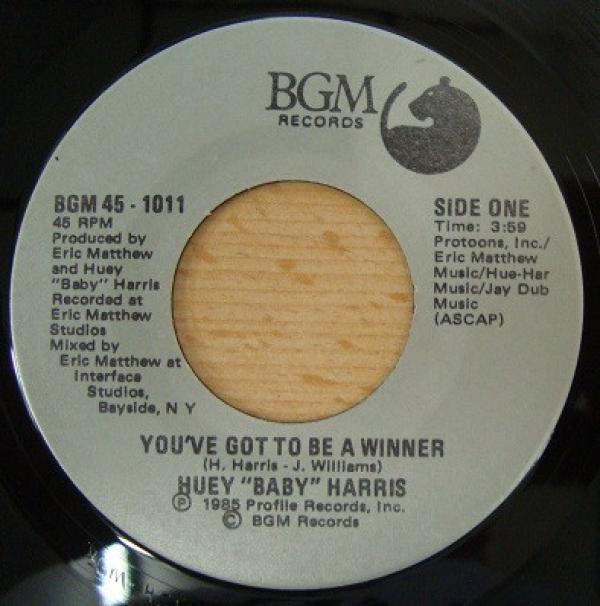 BGM
RECORDS
BGM 45 - 1011
45 RPM
Produced by
Eric Matthew
and Huey
"Baby" Harris
Recorded at
Eric Matthew
Studios
Mixed by
Eric Matthew at
Interface
Studios,
Bayside, N Y
SIDE ONE
Time: 3:59
Protoons, Inc./
Eric Matthew
Music/Hue-Har
Music/Jay Dub
Music
(ASCAP)
YOU'VE GOT TO BE A WINNER
(H. Harris - J. Williams)
HUEY "BABY" HARRIS
℗ 1985 Profile Records, Inc.
© BGM Records